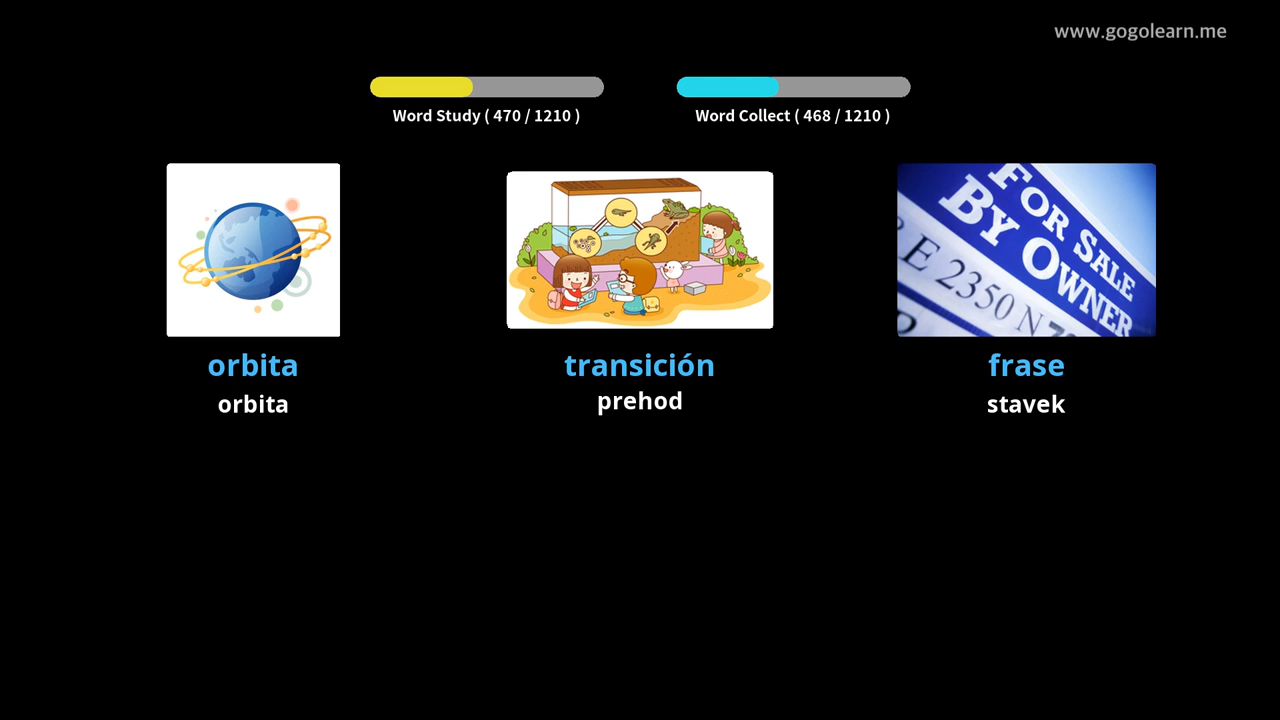 www.gogolearn.me
Word Study ( 470 / 1210 )
Word Collect ( 468 / 1210 )
FOR SALE
BY OWNER
E 2350 N
orbita
orbita
transición
prehod
frase
stavek